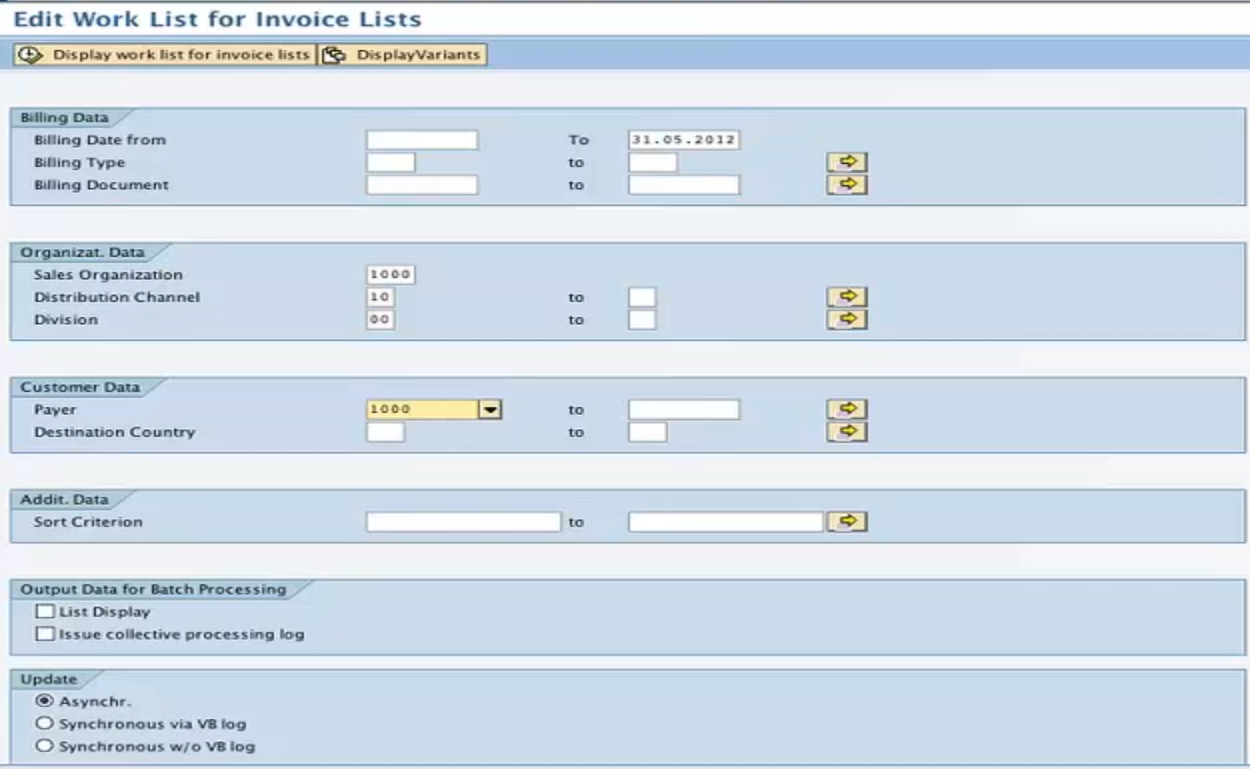 Edit Work List for Invoice Lists
Display work list for invoice lists DisplayVariants
Billing Data
Billing Date from To 31.05.2012
Billing Type to
Billing Document to
Organizat. Data
Sales Organization 1000
Distribution Channel 10 to
Division 00 to
Customer Data
Payer 1000 to
Destination Country to
Addit. Data
Sort Criterion to
Output Data for Batch Processing
List Display
Issue collective processing log
Update
Asynchr.
Synchronous via VB log
Synchronous w/o VB log